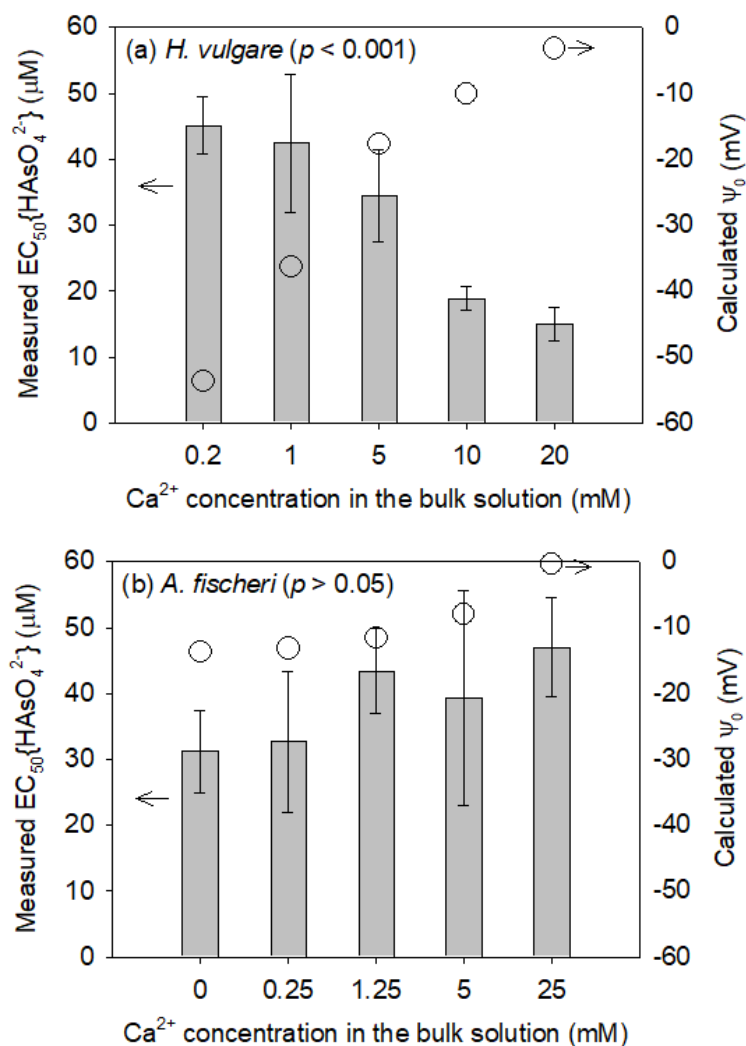 (a) H. vulgare (p < 0.001)
Measured EC₅₀{HAsO₄²⁻} (μM)
60
50
40
30
20
10
0
0
-10
-20
-30
-40
-50
-60
Calculated Ψ₀ (mV)
0.2 1 5 10 20
Ca²⁺ concentration in the bulk solution (mM)
(b) A. fischeri (p > 0.05)
Measured EC₅₀{HAsO₄²⁻} (μM)
60
50
40
30
20
10
0
0
-10
-20
-30
-40
-50
-60
Calculated Ψ₀ (mV)
0 0.25 1.25 5 25
Ca²⁺ concentration in the bulk solution (mM)